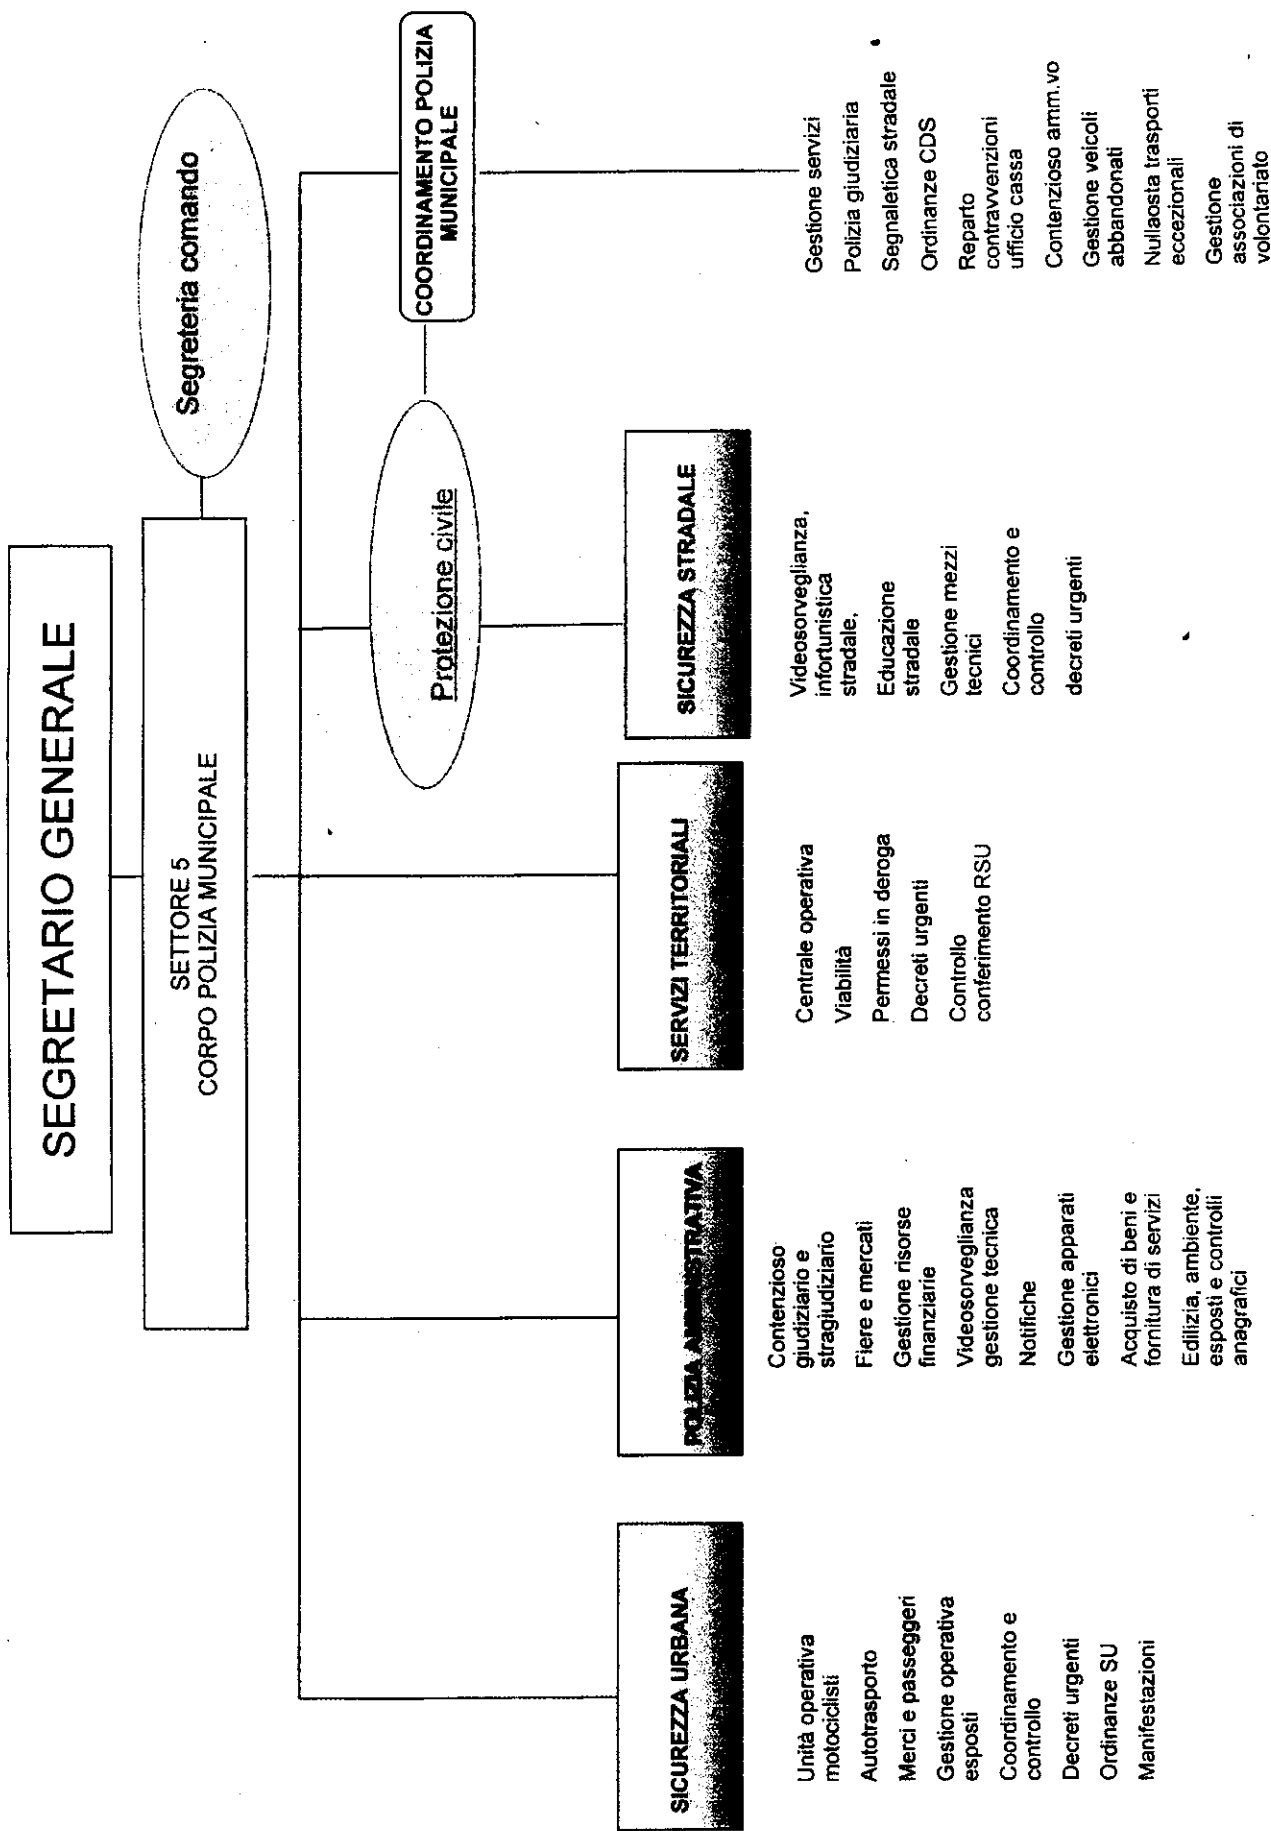 SEGRETARIO GENERALE
SETTORE 5
CORPO POLIZIA MUNICIPALE
Segreteria comando
COORDINAMENTO POLIZIA
MUNICIPALE
Protezione civile
SICUREZZA URBANA
Unità operativa
motociclisti
Autotrasporto
Merci e passeggeri
Gestione operativa
esposti
Coordinamento e
controllo
Decreti urgenti
Ordinanze SU
Manifestazioni
POLIZIA AMMINISTRATIVA
Contenzioso
giudiziario e
stragiudiziario
Fiere e mercati
Gestione risorse
finanziarie
Videosorveglianza
gestione tecnica
Notifiche
Gestione apparati
elettronici
Acquisto di beni e
fornitura di servizi
Edilizia, ambiente,
esposti e controlli
anagrafici
SERVIZI TERRITORIALI
Centrale operativa
Viabilità
Permessi in deroga
Decreti urgenti
Controllo
conferimento RSU
SICUREZZA STRADALE
Videosorveglianza,
infortunistica
stradale,
Educazione
stradale
Gestione mezzi
tecnici
Coordinamento e
controllo
decreti urgenti
Gestione servizi
Polizia giudiziaria
Segnaletica stradale
Ordinanze CDS
Reparto
contravvenzioni
ufficio cassa
Contenzioso amm.vo
Gestione veicoli
abbandonati
Nullaosta trasporti
eccezionali
Gestione
associazioni di
volontariato